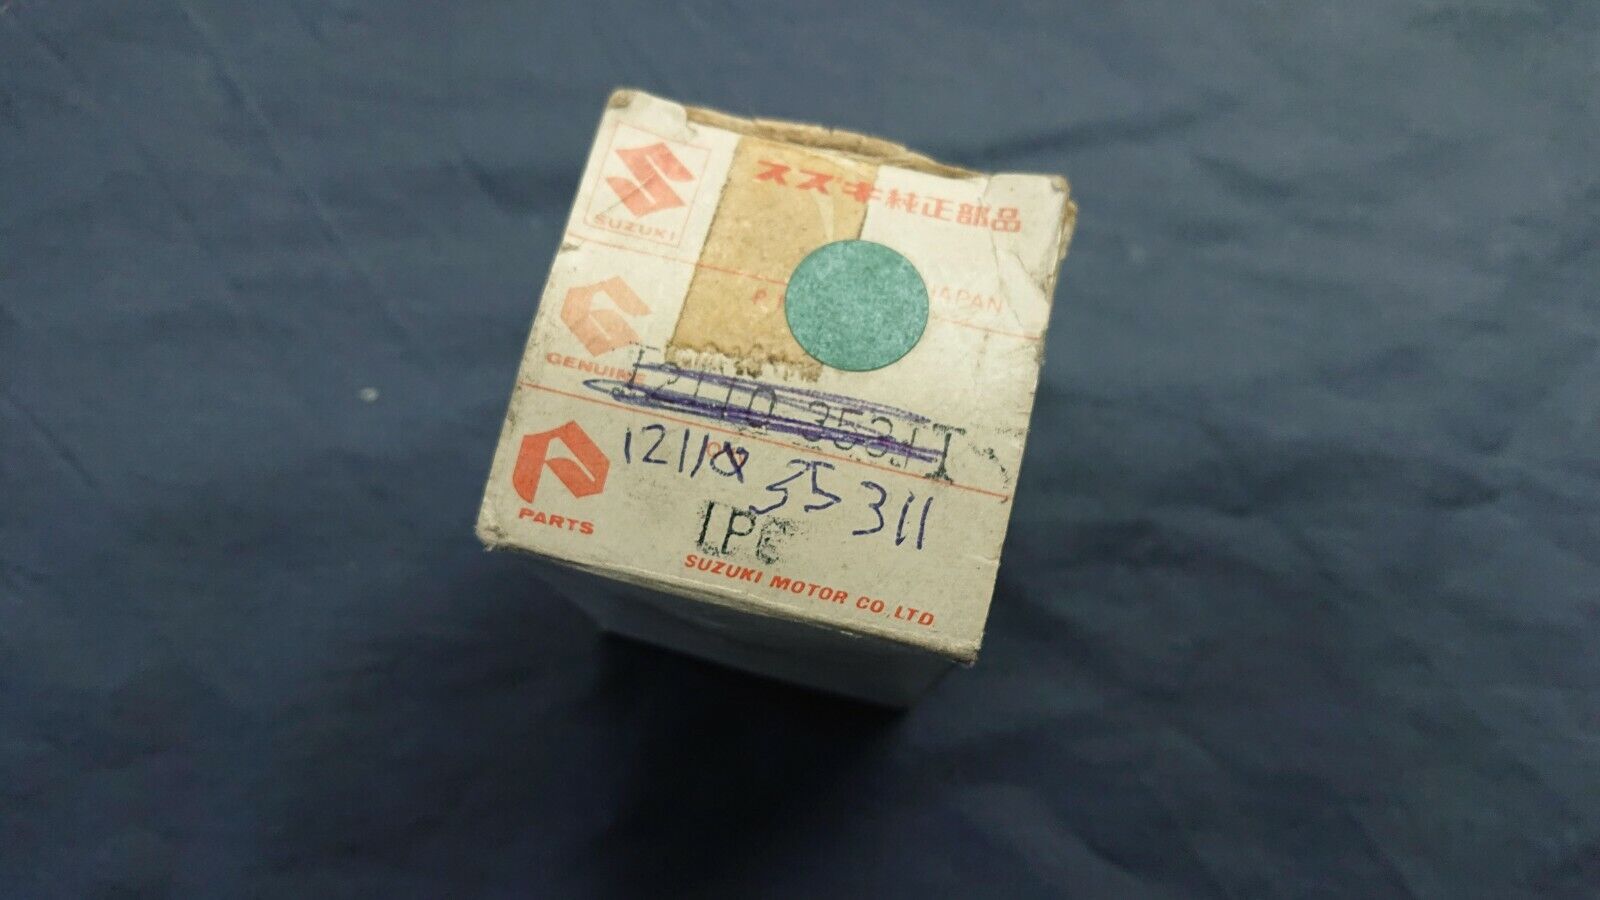 スズキ純正部品
SUZUKI
JAPAN
GENUINE
12110 35311
35311
PARTS
1PC
SUZUKI MOTOR CO.,LTD.